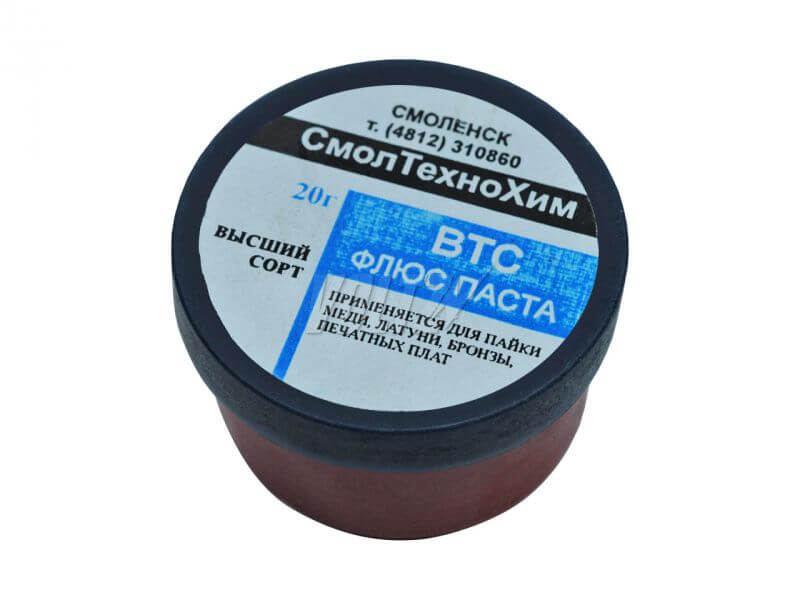 СМОЛЕНСК
т. (4812) 310860
СмолТехноХим
20г
ВЫСШИЙ
СОРТ
ВТС
ФЛЮС ПАСТА
ПРИМЕНЯЕТСЯ ДЛЯ ПАЙКИ
МЕДИ, ЛАТУНИ, БРОНЗЫ,
ПЕЧАТНЫХ ПЛАТ